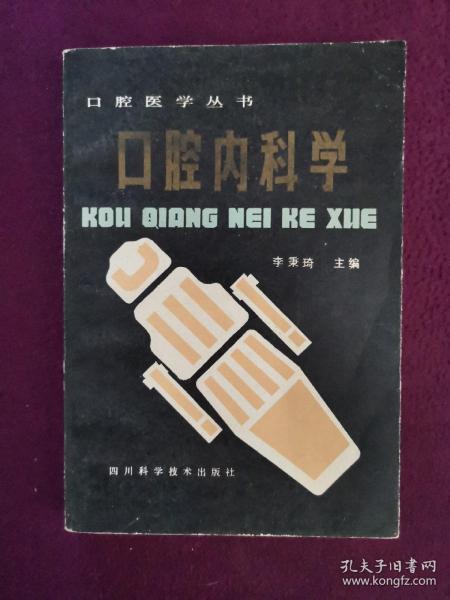 口腔医学丛书
口腔内科学
KOU QIANG NEI KE XUE
李秉琦 主编
四川科学技术出版社
孔夫子旧书网
www.kongfz.com